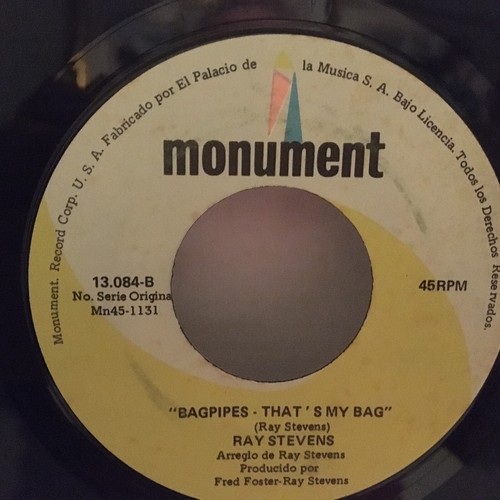 Monument. Record Corp. U. S. A. Fabricado por El Palacio de la Musica S. A. Bajo Licencia. Todos los Derechos Reservados.
monument
13.084-B
No. Serie Origina
Mn45-1131
45RPM
"BAGPIPES - THAT'S MY BAG"
(Ray Stevens)
RAY STEVENS
Arreglo de Ray Stevens
Producido por
Fred Foster-Ray Stevens